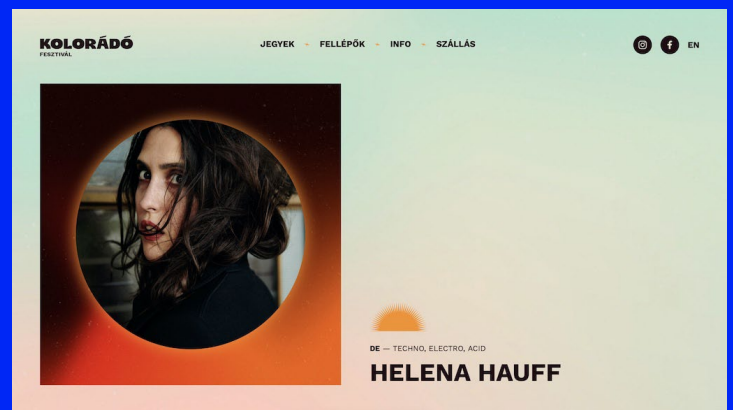 KOLORÁDÓ
FESZTIVÁL
JEGYEK FELLÉPŐK INFO SZÁLLÁS
EN
DE — TECHNO, ELECTRO, ACID
HELENA HAUFF